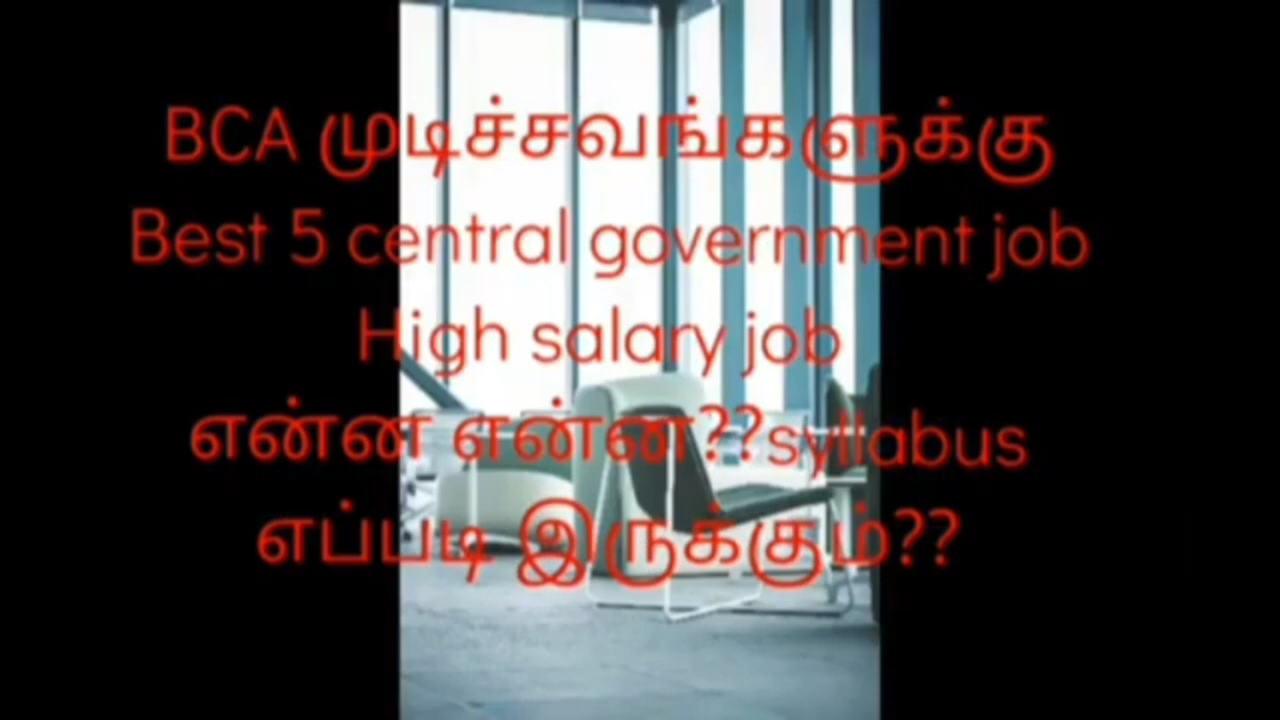 BCA முடிச்சவங்களுக்கு
Best 5 central government job
High salary job
என்ன என்ன??syllabus
எப்படி இருக்கும்??